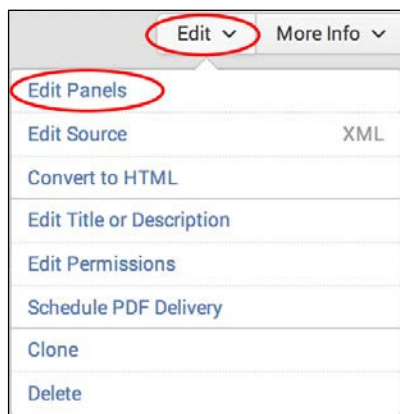 Edit More Info
Edit Panels
Edit Source XML
Convert to HTML
Edit Title or Description
Edit Permissions
Schedule PDF Delivery
Clone
Delete